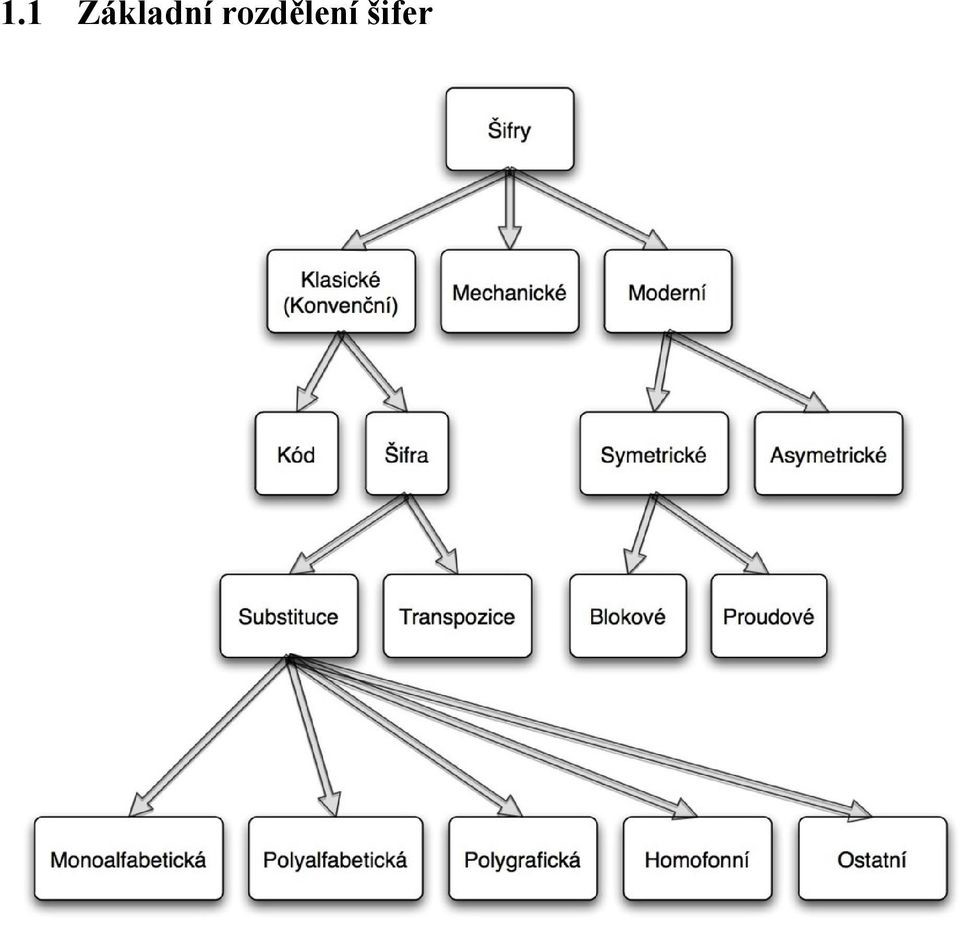 1.1 Základní rozdělení šifer
Šifry
Klasické
(Konvenční)
Mechanické
Moderní
Kód
Šifra
Symetrické
Asymetrické
Substituce
Transpozice
Blokové
Proudové
Monoalfabetická
Polyalfabetická
Polygrafická
Homofonní
Ostatní